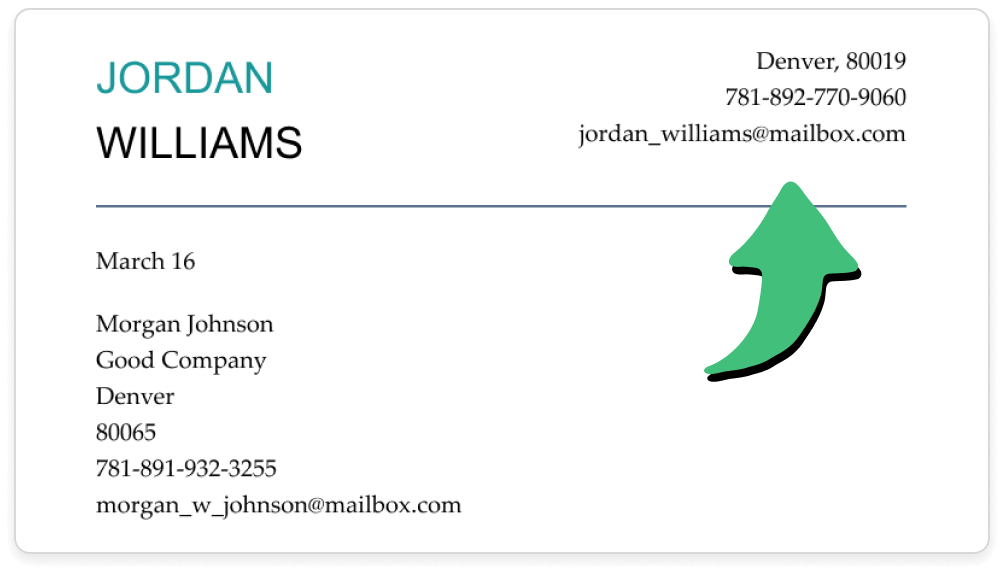 JORDAN
WILLIAMS
Denver, 80019
781-892-770-9060
jordan_williams@mailbox.com
March 16
Morgan Johnson
Good Company
Denver
80065
781-891-932-3255
morgan_w_johnson@mailbox.com